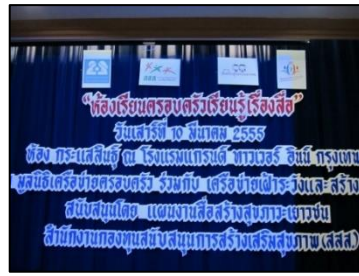 “ห้องเรียนครอบครัวเรียนรู้เรื่องสื่อ”
วันเสาร์ที่ 10 มีนาคม 2555
ห้อง กระแสสินธุ์ ณ โรงแรมแกรนด์ ทาวเวอร์ อินน์ กรุงเทพ
มูลนิธิเครือข่ายครอบครัว ร่วมกับ เครือข่ายเฝ้าระวังและ สร้าง
สนับสนุนโดย แผนงานสื่อสร้างสุขภาวะเยาวชน
สำนักงานกองทุนสนับสนุนการสร้างเสริมสุขภาพ(สสส)